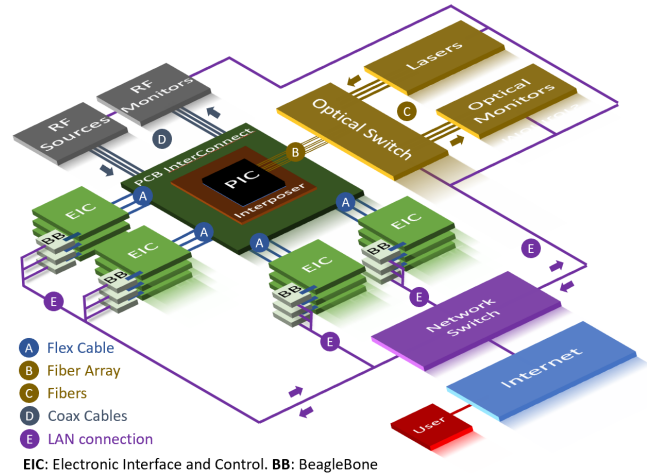 Lasers
RF
Monitors
Optical
Monitors
RF
Sources
Optical Switch
C
D
PCB InterConnect
B
PIC
Interposer
A
A
A
A
EIC
BB
EIC
BB
EIC
BB
EIC
BB
E
E
E
E
Network
Switch
Internet
User
A Flex Cable
B Fiber Array
C Fibers
D Coax Cables
E LAN connection
EIC: Electronic Interface and Control. BB: BeagleBone